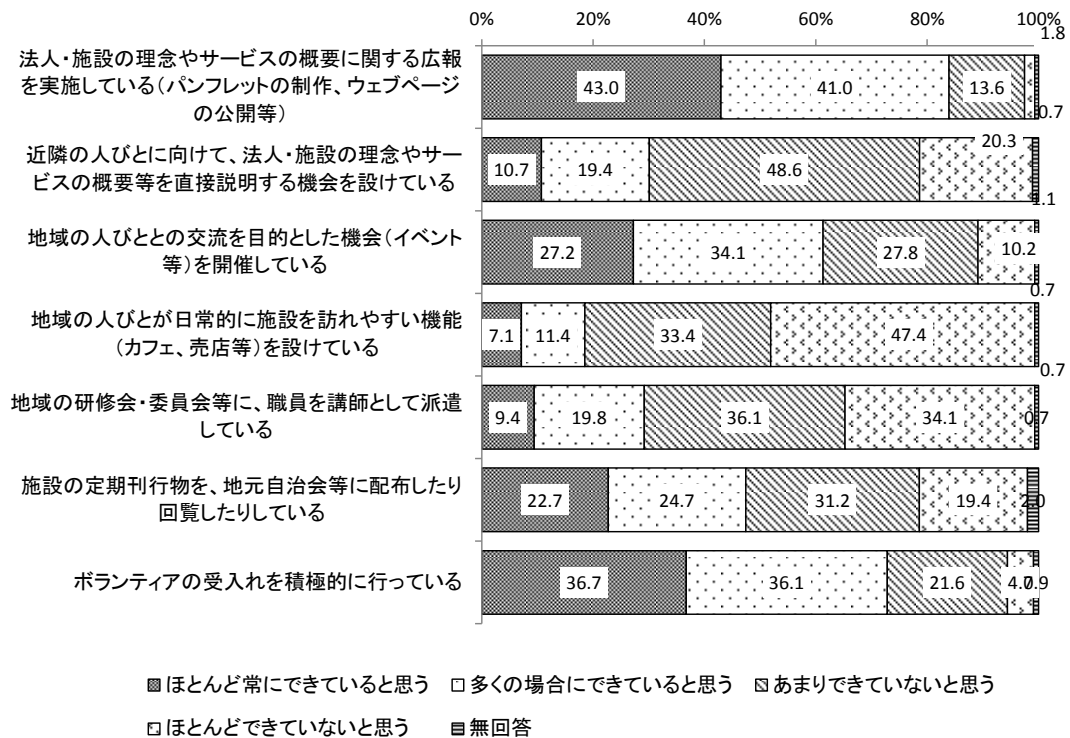 0% 20% 40% 60% 80% 100%
1.8
法人・施設の理念やサービスの概要に関する広報
を実施している（パンフレットの制作、ウェブページ
の公開等）
43.0 41.0 13.6 0.7
近隣の人びとに向けて、法人・施設の理念やサー
ビスの概要等を直接説明する機会を設けている
10.7 19.4 48.6 20.3 1.1
地域の人びととの交流を目的とした機会（イベント
等）を開催している
27.2 34.1 27.8 10.2 0.7
地域の人びとが日常的に施設を訪れやすい機能
（カフェ、売店等）を設けている
7.1 11.4 33.4 47.4 0.7
地域の研修会・委員会等に、職員を講師として派遣
している
9.4 19.8 36.1 34.1 0.7
施設の定期刊行物を、地元自治会等に配布したり
回覧したりしている
22.7 24.7 31.2 19.4 2.0
ボランティアの受入れを積極的に行っている
36.7 36.1 21.6 4.7 0.9
ほとんど常にできていると思う 多くの場合にできていると思う あまりできていないと思う
ほとんどできていないと思う 無回答